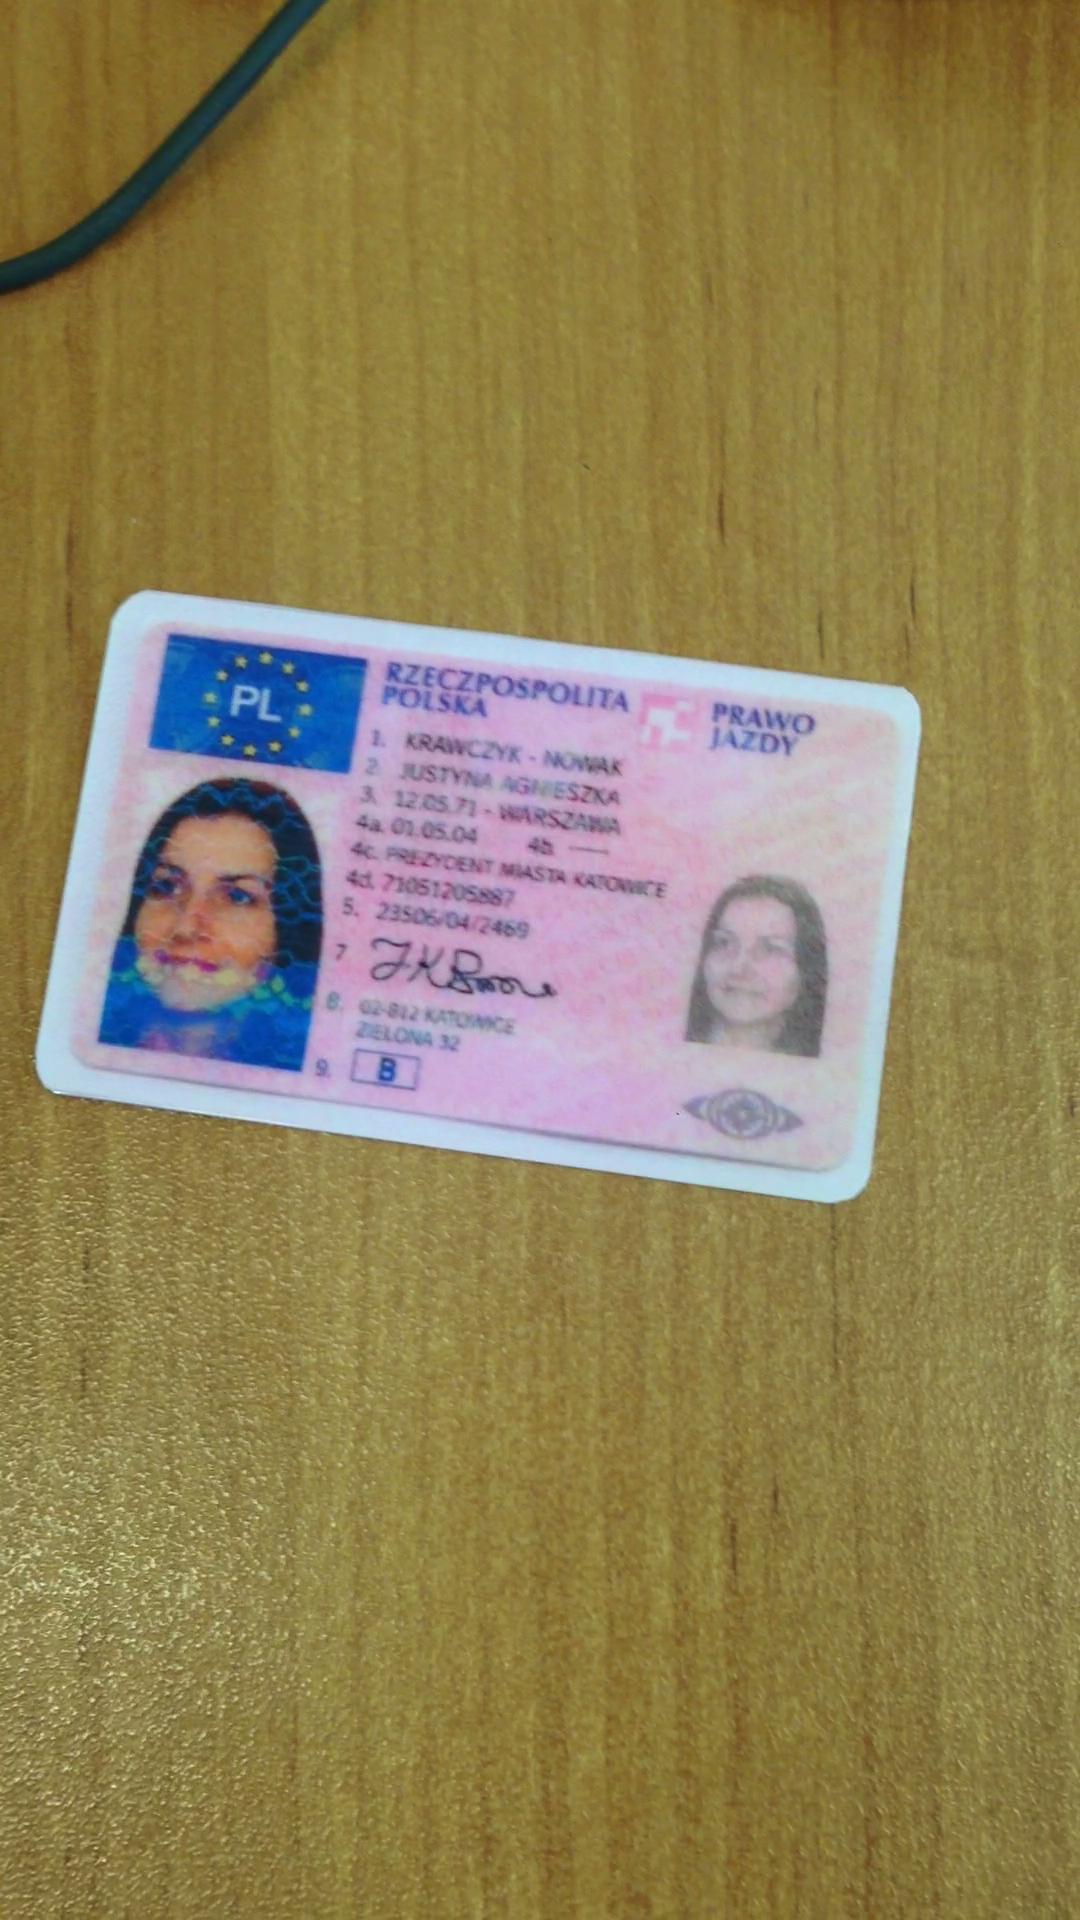 PL
RZECZPOSPOLITA POLSKA
PRAWO JAZDY
1. KRAWCZYK - NOWAK
2. JUSTYNA AGNIESZKA
3. 12.05.71 - WARSZAWA
4a. 01.05.04 4b. —
4c. PREZYDENT MIASTA KATOWICE
4d. 71051205887
5. 23506/04/2469
7
8. 02-812 KATOWICE
ZIELONA 32
9. B